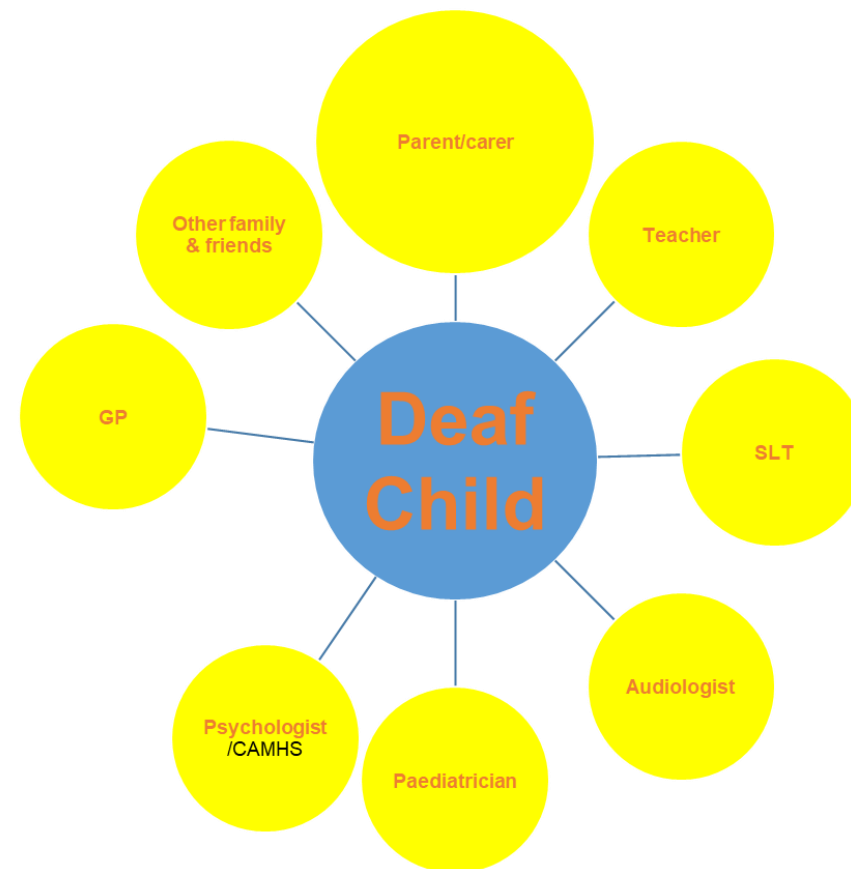 Parent/carer
Other family
& friends
Teacher
GP
Deaf
Child
SLT
Audiologist
Psychologist
/CAMHS
Paediatrician